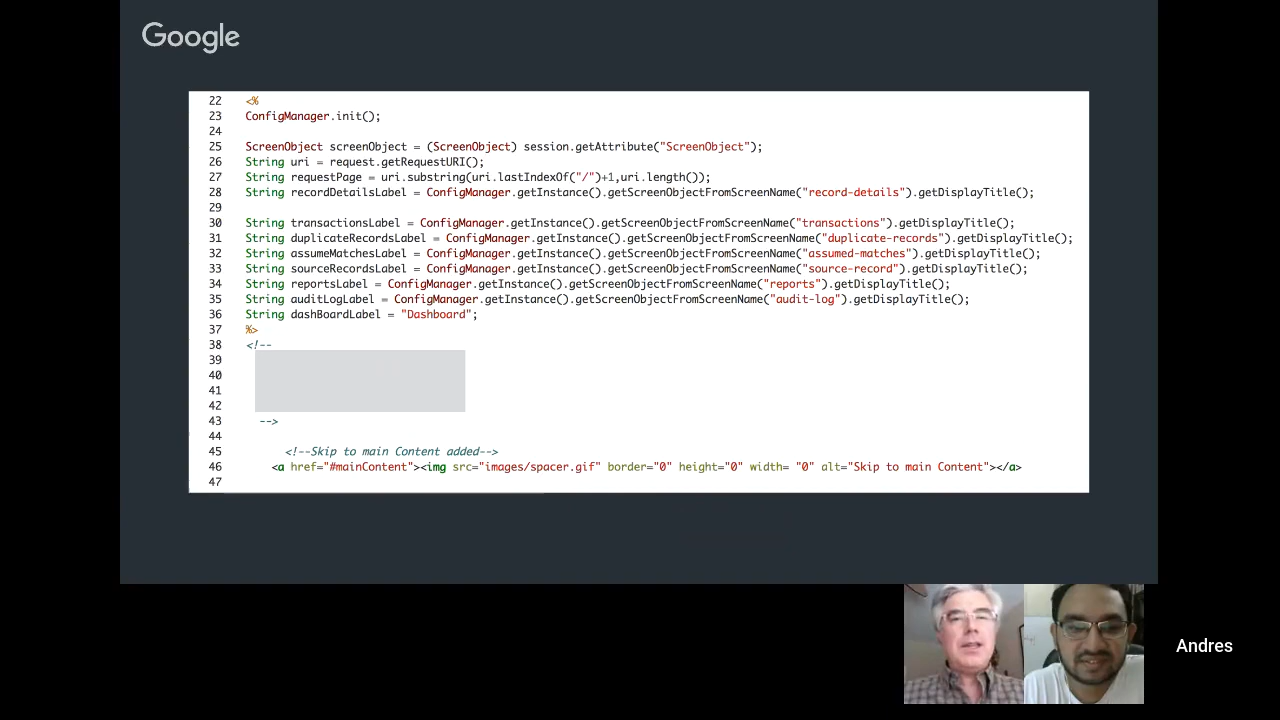 Google
22 <%
23 ConfigManager.init();
24
25 ScreenObject screenObject = (ScreenObject) session.getAttribute("ScreenObject");
26 String uri = request.getRequestURI();
27 String requestPage = uri.substring(uri.lastIndexOf("/")+1,uri.length());
28 String recordDetailsLabel = ConfigManager.getInstance().getScreenObjectFromScreenName("record-details").getDisplayTitle();
29
30 String transactionsLabel = ConfigManager.getInstance().getScreenObjectFromScreenName("transactions").getDisplayTitle();
31 String duplicateRecordsLabel = ConfigManager.getInstance().getScreenObjectFromScreenName("duplicate-records").getDisplayTitle();
32 String assumeMatchesLabel = ConfigManager.getInstance().getScreenObjectFromScreenName("assumed-matches").getDisplayTitle();
33 String sourceRecordsLabel = ConfigManager.getInstance().getScreenObjectFromScreenName("source-record").getDisplayTitle();
34 String reportsLabel = ConfigManager.getInstance().getScreenObjectFromScreenName("reports").getDisplayTitle();
35 String auditLogLabel = ConfigManager.getInstance().getScreenObjectFromScreenName("audit-log").getDisplayTitle();
36 String dashBoardLabel = "Dashboard";
37 %>
38 <!--
39
40
41
42
43 -->
44
45 <!--Skip to main Content added-->
46 <a href="#mainContent"><img src="images/spacer.gif" border="0" height="0" width= "0" alt="Skip to main Content"></a>
47
Andres